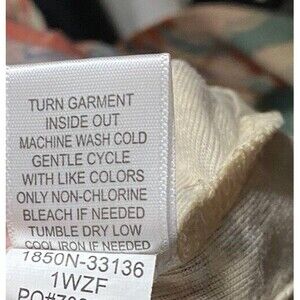 TURN GARMENT
INSIDE OUT
MACHINE WASH COLD
GENTLE CYCLE
WITH LIKE COLORS
ONLY NON-CHLORINE
BLEACH IF NEEDED
TUMBLE DRY LOW
COOL IRON IF NEEDED
1850N-33136
1WZF